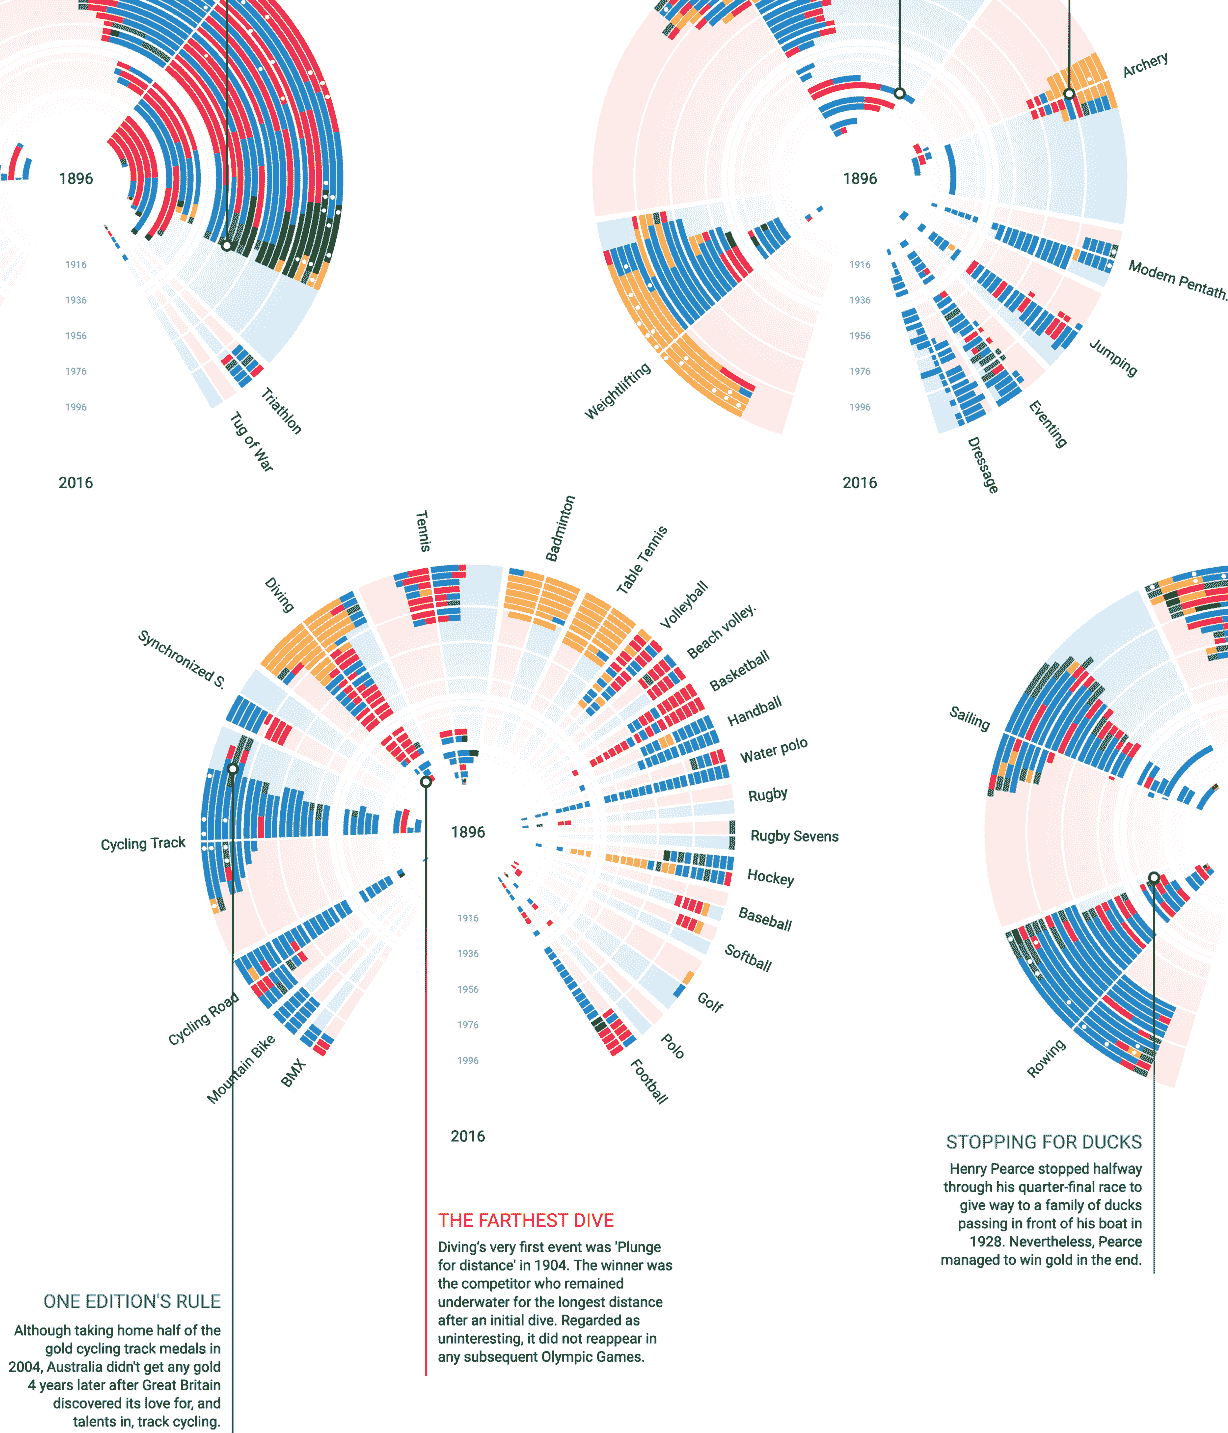 Archery
1896
1896
Modern Pentath.
1916
1936
1956
1976
1996
1916
1936
1956
1976
1996
Jumping
Weightlifting
Triathlon
Tug of War
Eventing
Dressage
2016
2016
Tennis
Badminton
Table Tennis
Diving
Volleyball
Beach volley.
Synchronized S.
Basketball
Handball
Sailing
Water polo
Rugby
1896
Rugby Sevens
Cycling Track
Hockey
Baseball
1916
Softball
1936
1956
Golf
Cycling Road
1976
Polo
Mountain Bike
1996
BMX
Football
Rowing
2016
STOPPING FOR DUCKS
Henry Pearce stopped halfway
through his quarter-final race to
give way to a family of ducks
passing in front of his boat in
1928. Nevertheless, Pearce
managed to win gold in the end.
THE FARTHEST DIVE
Diving's very first event was 'Plunge
for distance' in 1904. The winner was
the competitor who remained
underwater for the longest distance
after an initial dive. Regarded as
uninteresting, it did not reappear in
any subsequent Olympic Games.
ONE EDITION'S RULE
Although taking home half of the
gold cycling track medals in
2004, Australia didn't get any gold
4 years later after Great Britain
discovered its love for, and
talents in, track cycling.